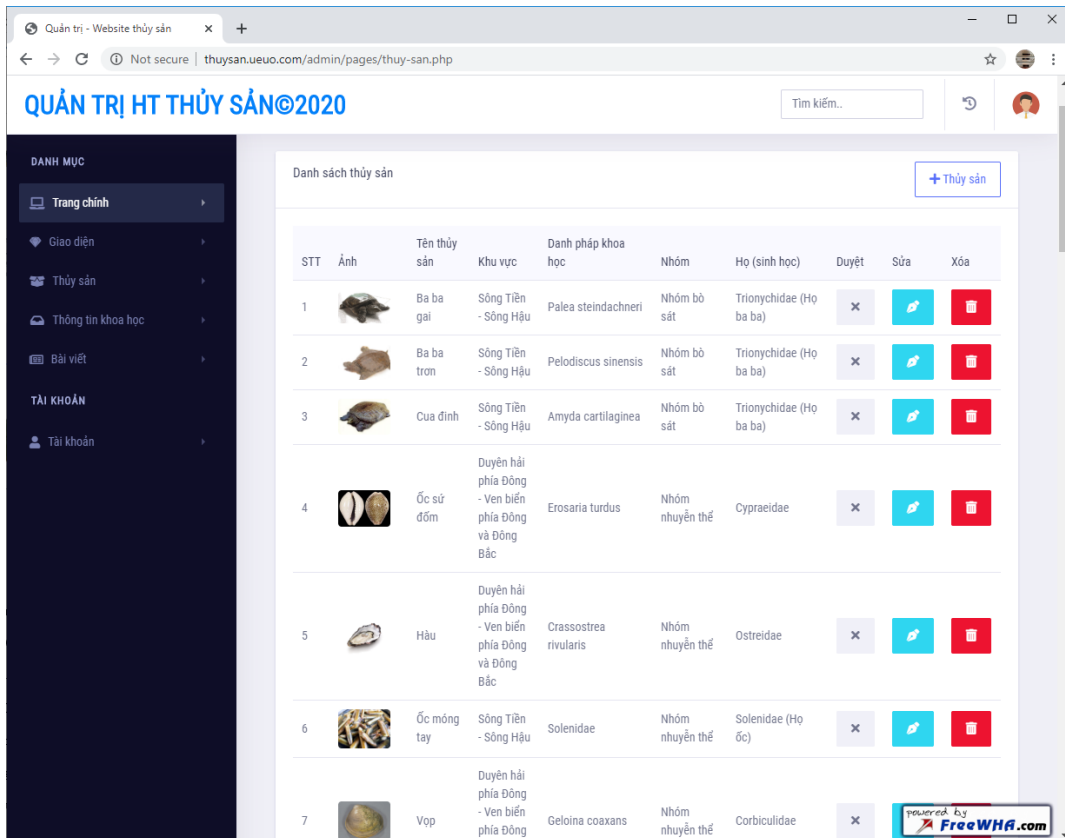 Quản trị - Website thủy sản
Not secure | thuysan.ueuo.com/admin/pages/thuy-san.php
QUẢN TRỊ HT THỦY SẢN©2020
Tìm kiếm..
DANH MỤC
Trang chính
Giao diện
Thủy sản
Thông tin khoa học
Bài viết
TÀI KHOẢN
Tài khoản
Danh sách thủy sản
+ Thủy sản
STT Ảnh Tên thủy sản Khu vực Danh pháp khoa học Nhóm Họ (sinh học) Duyệt Sửa Xóa
1 Ba ba gai Sông Tiền - Sông Hậu Palea steindachneri Nhóm bò sát Trionychidae (Họ ba ba)
2 Ba ba trơn Sông Tiền - Sông Hậu Pelodiscus sinensis Nhóm bò sát Trionychidae (Họ ba ba)
3 Cua đinh Sông Tiền - Sông Hậu Amyda cartilaginea Nhóm bò sát Trionychidae (Họ ba ba)
4 Ốc sứ đốm Duyên hải phía Đông - Ven biển phía Đông và Đông Bắc Erosaria turdus Nhóm nhuyễn thể Cypraeidae
5 Hàu Duyên hải phía Đông - Ven biển phía Đông và Đông Bắc Crassostrea rivularis Nhóm nhuyễn thể Ostreidae
6 Ốc móng tay Sông Tiền - Sông Hậu Solenidae Nhóm nhuyễn thể Solenidae (Họ ốc)
7 Vọp Duyên hải phía Đông - Ven biển phía Đông Geloina coaxans Nhóm nhuyễn thể Corbiculidae
powered by
FreeWHA.com